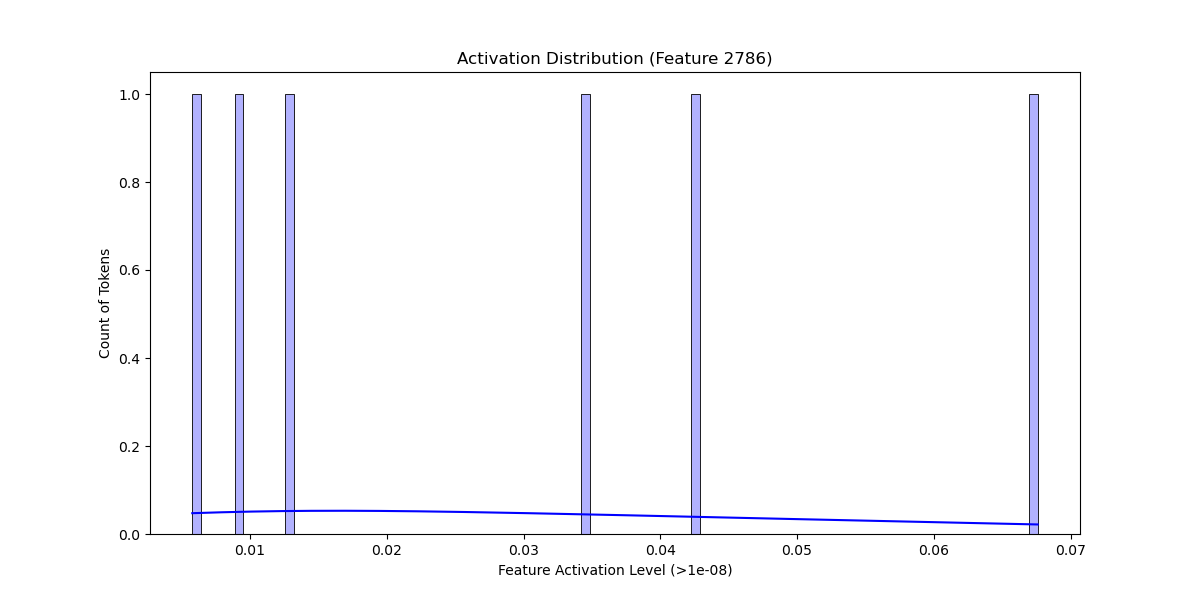 Activation Distribution (Feature 2786)
1.0
0.8
0.6
0.4
0.2
0.0
Count of Tokens
0.01 0.02 0.03 0.04 0.05 0.06 0.07
Feature Activation Level (>1e-08)